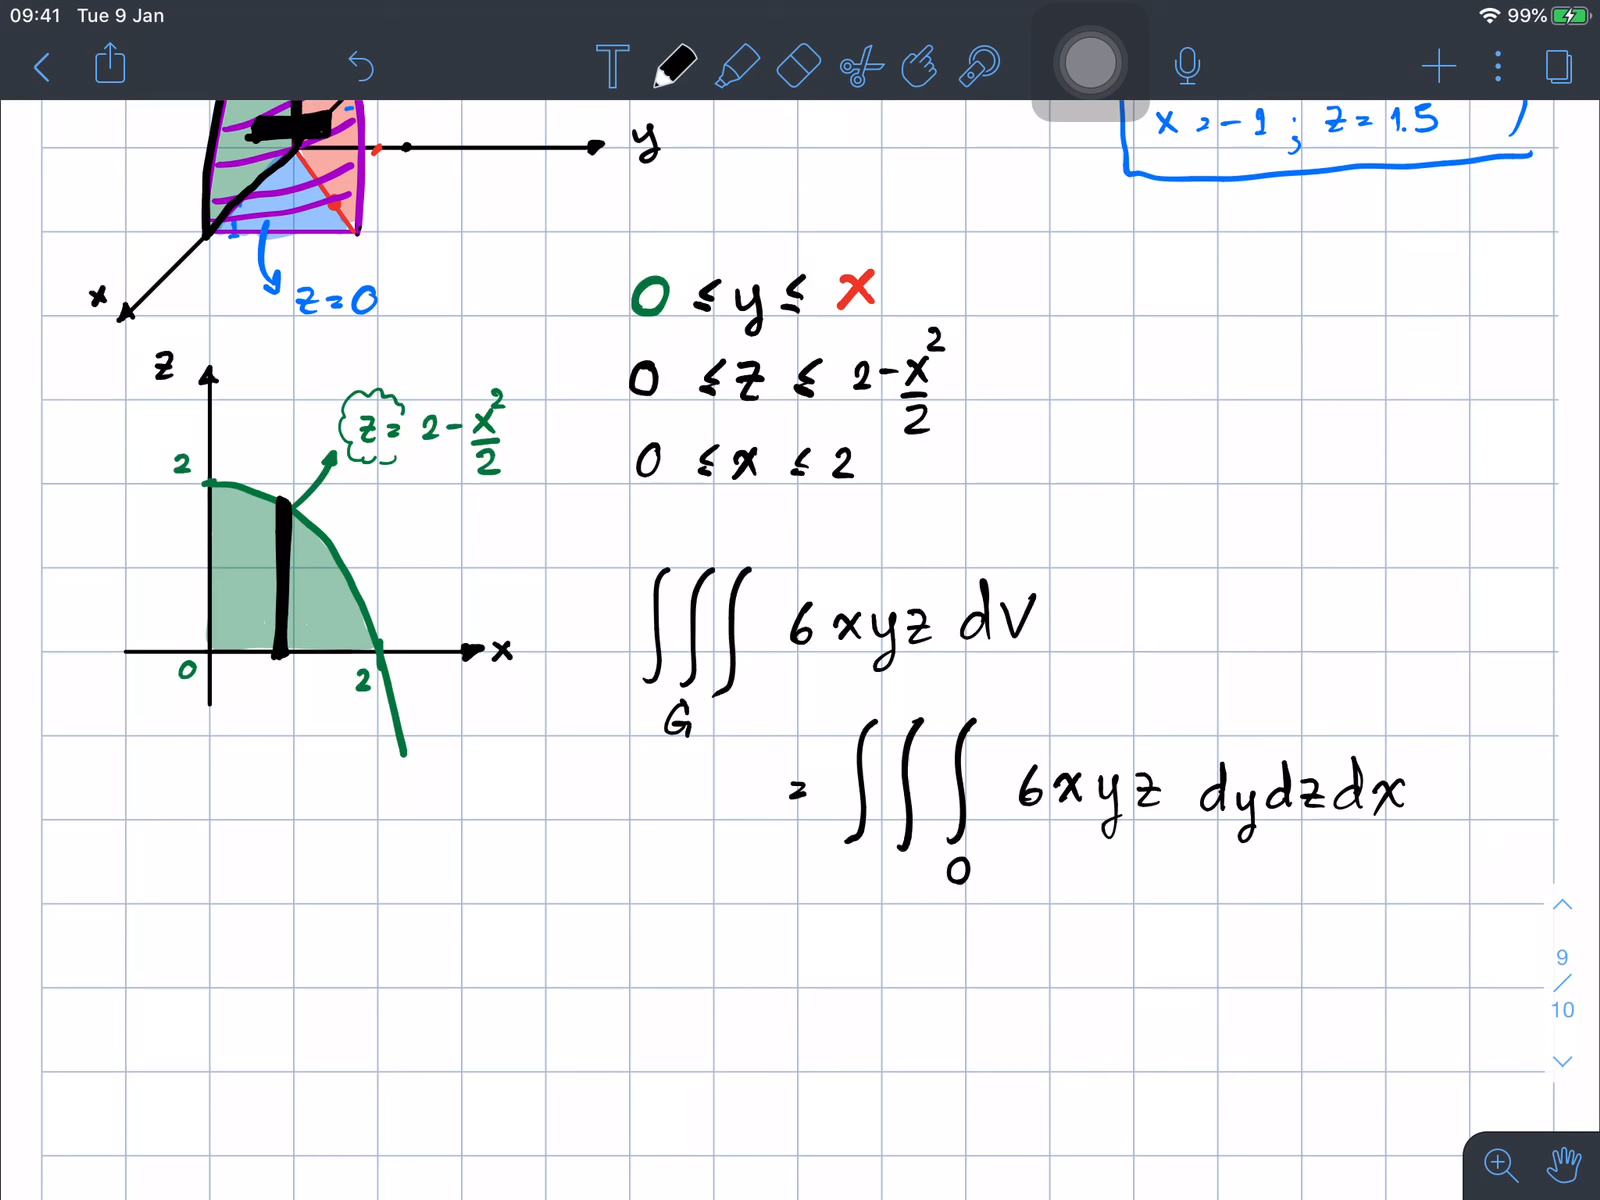 09:41 Tue 9 Jan
99%
T
x = -1 ; z = 1.5
y
1
x
z = 0
0 ≤ y ≤ x
0 ≤ z ≤ 2 - x²/2
0 ≤ x ≤ 2
z
z = 2 - x²/2
2
0
2
x
∭ 6xyz dV
G
= ∫∫∫ 6xyz dydzdx
0
9
/
10